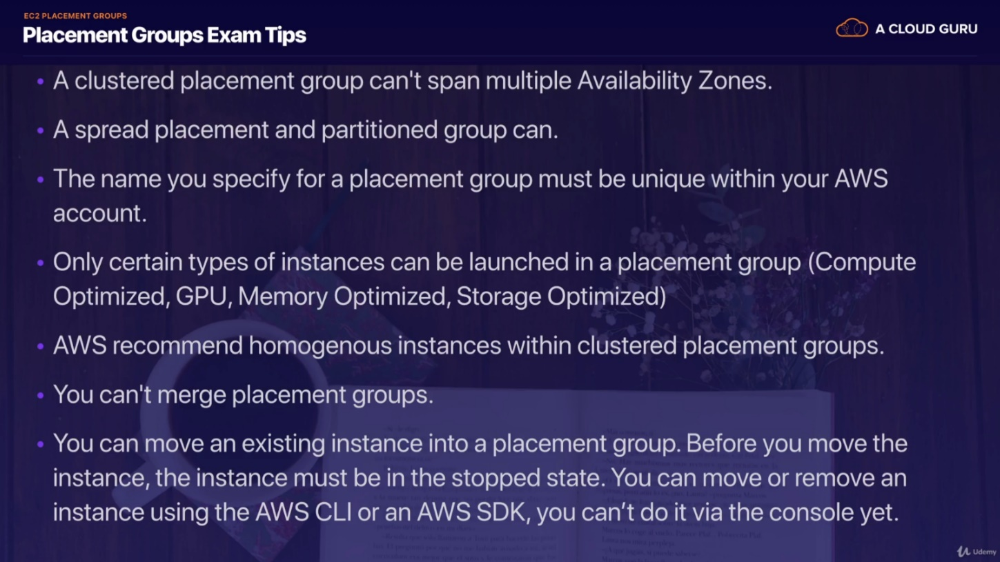 EC2 PLACEMENT GROUPS
Placement Groups Exam Tips
A CLOUD GURU
• A clustered placement group can't span multiple Availability Zones.
• A spread placement and partitioned group can.
• The name you specify for a placement group must be unique within your AWS
account.
• Only certain types of instances can be launched in a placement group (Compute
Optimized, GPU, Memory Optimized, Storage Optimized)
• AWS recommend homogenous instances within clustered placement groups.
• You can't merge placement groups.
• You can move an existing instance into a placement group. Before you move the
instance, the instance must be in the stopped state. You can move or remove an
instance using the AWS CLI or an AWS SDK, you can’t do it via the console yet.
Udemy